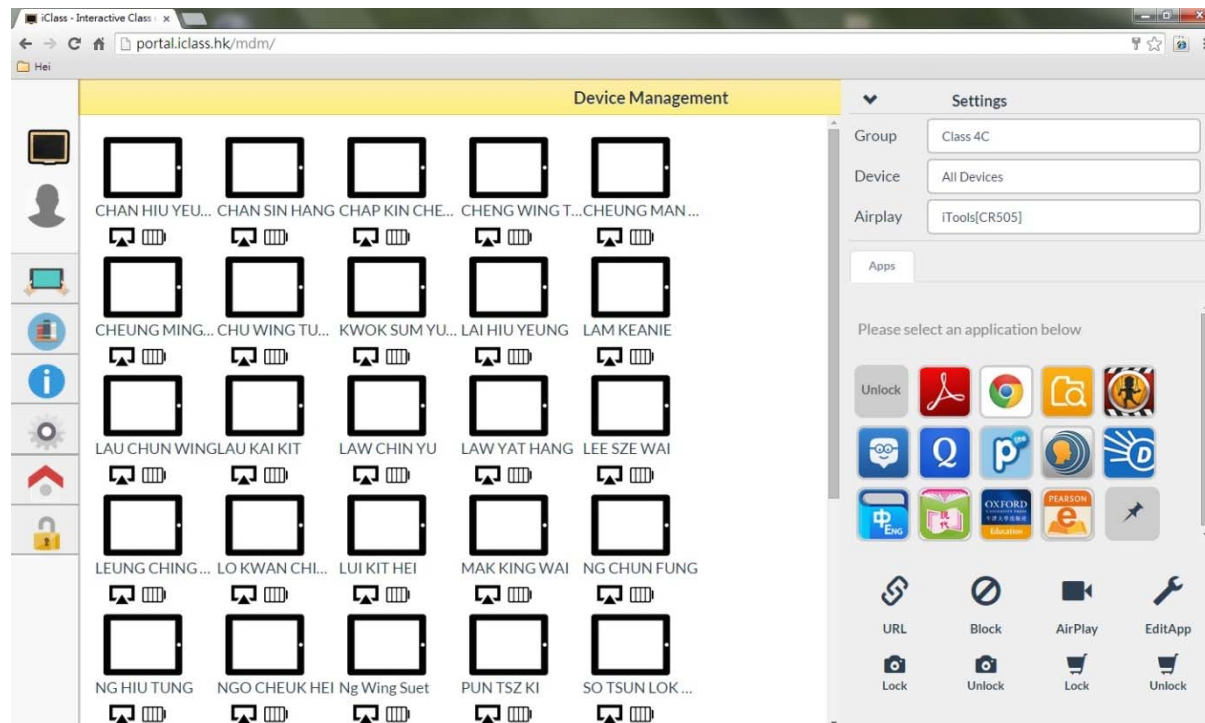 iClass - Interactive Class
portal.iclass.hk/mdm/
Hei
Device Management
CHAN HIU YEU... CHAN SIN HANG CHAP KIN CHE... CHENG WING T... CHEUNG MAN ...
CHEUNG MING... CHU WING TU... KWOK SUM YU... LAI HIU YEUNG LAM KEANIE
LAU CHUN WING LAU KAI KIT LAW CHIN YU LAW YAT HANG LEE SZE WAI
LEUNG CHING ... LO KWAN CHI... LUI KIT HEI MAK KING WAI NG CHUN FUNG
NG HIU TUNG NGO CHEUK HEI Ng Wing Suet PUN TSZ KI SO TSUN LOK ...
Settings
Group Class 4C
Device All Devices
Airplay iTools[CR505]
Apps
Please select an application below
Unlock
Q p D
中 ENG 現代 OXFORD PEARSON e
Education
URL Block AirPlay EditApp
Lock Unlock Lock Unlock